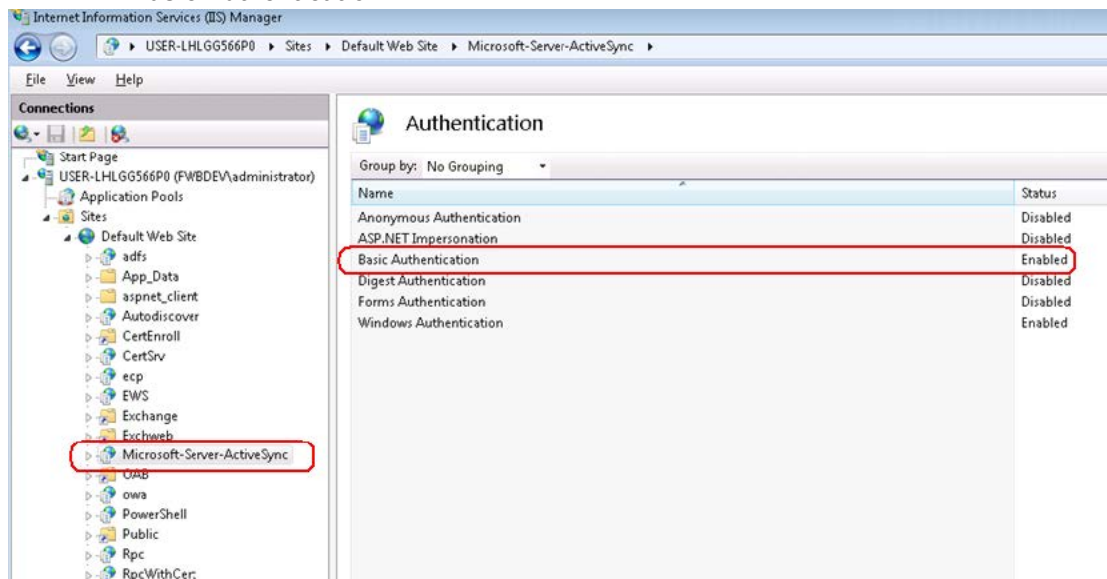 Internet Information Services (IIS) Manager
USER-LHLGG566P0 Sites Default Web Site Microsoft-Server-ActiveSync
File View Help
Connections
Start Page
USER-LHLGG566P0 (FWBDEV\administrator)
Application Pools
Sites
Default Web Site
adfs
App_Data
aspnet_client
Autodiscover
CertEnroll
CertSrv
ecp
EWS
Exchange
Exchweb
Microsoft-Server-ActiveSync
OAB
owa
PowerShell
Public
Rpc
RpcWithCert
Authentication
Group by: No Grouping
Name Status
Anonymous Authentication Disabled
ASP.NET Impersonation Disabled
Basic Authentication Enabled
Digest Authentication Disabled
Forms Authentication Disabled
Windows Authentication Enabled